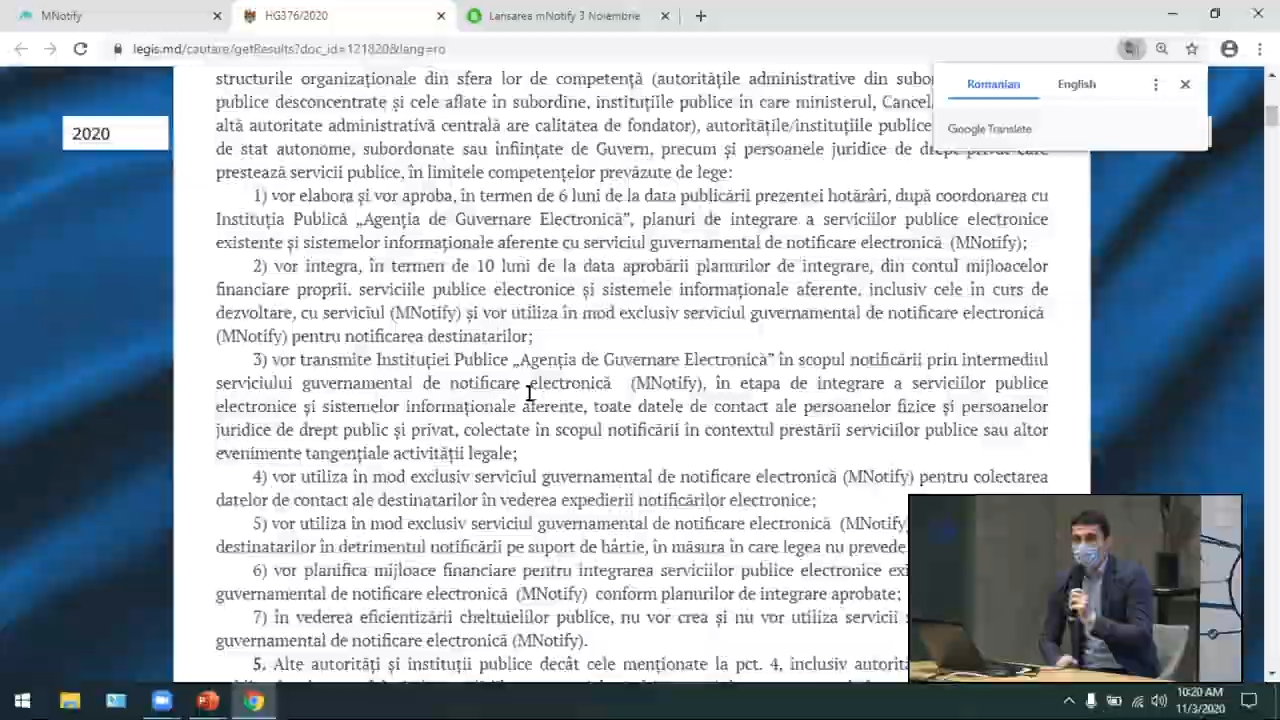 MNotify
HG376/2020
Lansarea mNotify 3 Noiembrie
legis.md/cautare/getResults?doc_id=121820&lang=ro
Romanian
English
Google Translate
2020
structurile organizaționale din sfera lor de competență (autoritățile administrative din
publice desconcentrate și cele aflate în subordine, instituțiile publice în care ministerul,
altă autoritate administrativă centrală are calitatea de fondator), autoritățile/instituțiile publice
de stat autonome, subordonate sau înființate de Guvern, precum și persoanele juridice de drept privat care
prestează servicii publice, în limitele competențelor prevăzute de lege:
1) vor elabora și vor aproba, în termen de 6 luni de la data publicării prezentei hotărâri, după coordonarea cu
Instituția Publică „Agenția de Guvernare Electronică”, planuri de integrare a serviciilor publice electronice
existente și sistemelor informaționale aferente cu serviciul guvernamental de notificare electronică (MNotify);
2) vor integra, în termen de 10 luni de la data aprobării planurilor de integrare, din contul mijloacelor
financiare proprii, serviciile publice electronice și sistemele informaționale aferente, inclusiv cele în curs de
dezvoltare, cu serviciul (MNotify) și vor utiliza în mod exclusiv serviciul guvernamental de notificare electronică
(MNotify) pentru notificarea destinatarilor;
3) vor transmite Instituției Publice „Agenția de Guvernare Electronică” în scopul notificării prin intermediul
serviciului guvernamental de notificare electronică (MNotify), în etapa de integrare a serviciilor publice
electronice și sistemelor informaționale aferente, toate datele de contact ale persoanelor fizice și persoanelor
juridice de drept public și privat, colectate în scopul notificării în contextul prestării serviciilor publice sau altor
evenimente tangențiale activității legale;
4) vor utiliza în mod exclusiv serviciul guvernamental de notificare electronică (MNotify) pentru colectarea
datelor de contact ale destinatarilor în vederea expedierii notificărilor electronice;
5) vor utiliza în mod exclusiv serviciul guvernamental de notificare electronică (MNotify
destinatarilor în detrimentul notificării pe suport de hârtie, în măsura în care legea nu prevede
6) vor planifica mijloace financiare pentru integrarea serviciilor publice electronice
guvernamental de notificare electronică (MNotify) conform planurilor de integrare aprobate;
7) în vederea eficientizării cheltuielilor publice, nu vor crea și nu vor utiliza servicii
guvernamental de notificare electronică (MNotify).
5. Alte autorități și instituții publice decât cele menționate la pct. 4, inclusiv
10:20 AM
11/3/2020